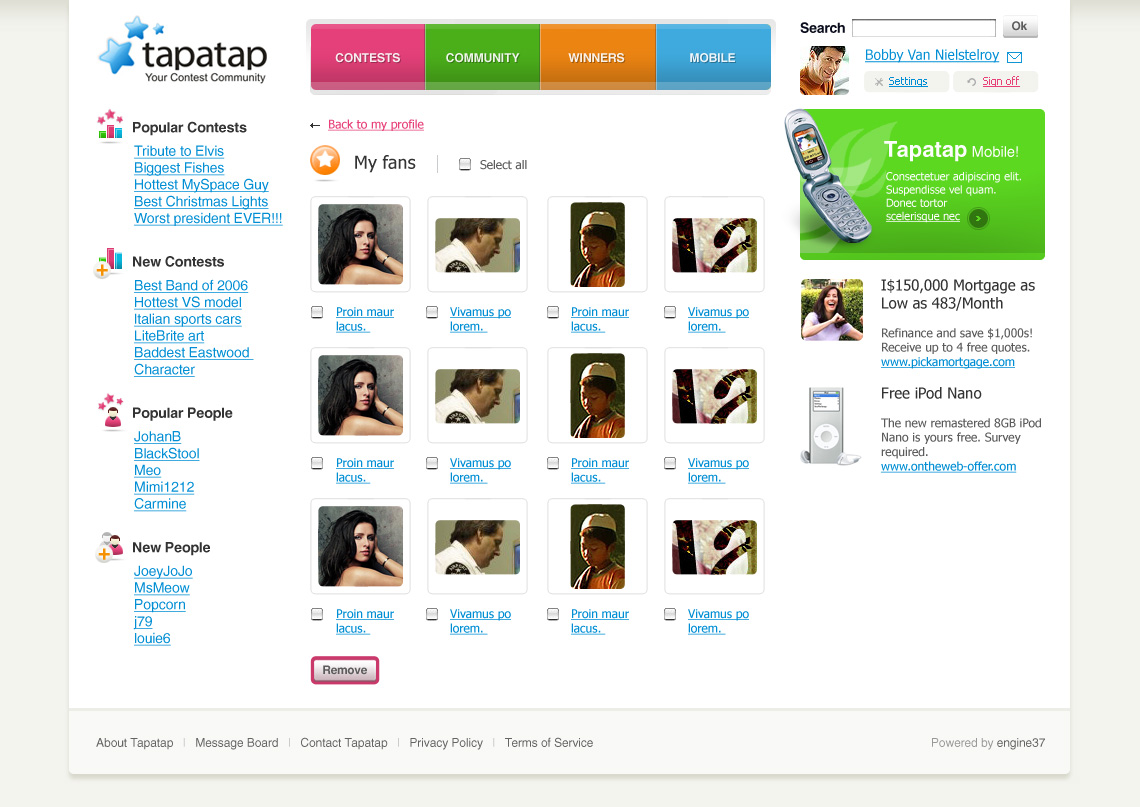 tapatap
Your Contest Community
CONTESTS
COMMUNITY
WINNERS
MOBILE
Search
Ok
Bobby Van Nielstelroy
Settings
Sign off
Popular Contests
Tribute to Elvis
Biggest Fishes
Hottest MySpace Guy
Best Christmas Lights
Worst president EVER!!!
New Contests
Best Band of 2006
Hottest VS model
Italian sports cars
LiteBrite art
Baddest Eastwood
Character
Popular People
JohanB
BlackStool
Meo
Mimi1212
Carmine
New People
JoeyJoJo
MsMeow
Popcorn
j79
louie6
Back to my profile
My fans
Select all
Proin maur
lacus.
Vivamus po
lorem.
Proin maur
lacus.
Vivamus po
lorem.
Proin maur
lacus.
Vivamus po
lorem.
Proin maur
lacus.
Vivamus po
lorem.
Proin maur
lacus.
Vivamus po
lorem.
Proin maur
lacus.
Vivamus po
lorem.
Remove
Tapatap Mobile!
Consectetuer adipiscing elit.
Suspendisse vel quam.
Donec tortor
scelerisque nec
I$150,000 Mortgage as
Low as 483/Month
Refinance and save $1,000s!
Receive up to 4 free quotes.
www.pickamortgage.com
Free iPod Nano
The new remastered 8GB iPod
Nano is yours free. Survey
required.
www.ontheweb-offer.com
About Tapatap
Message Board
Contact Tapatap
Privacy Policy
Terms of Service
Powered by engine37